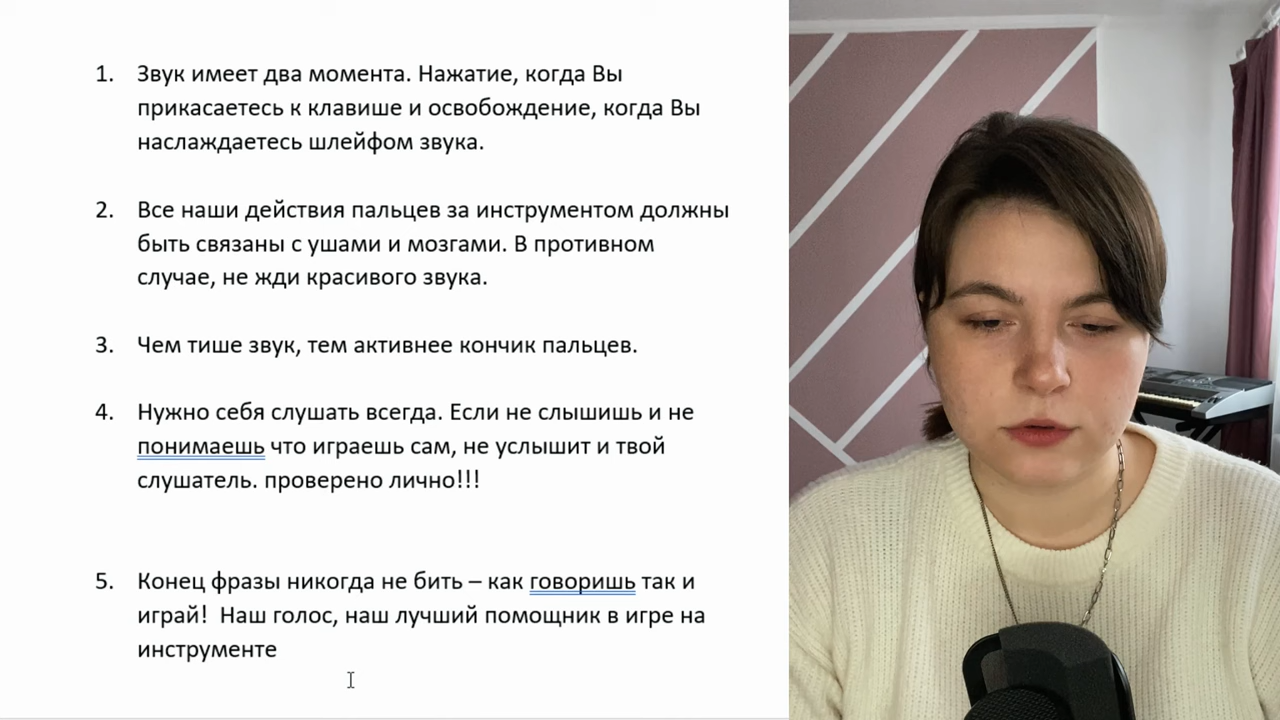 1. Звук имеет два момента. Нажатие, когда Вы
прикасаетесь к клавише и освобождение, когда Вы
наслаждаетесь шлейфом звука.
2. Все наши действия пальцев за инструментом должны
быть связаны с ушами и мозгами. В противном
случае, не жди красивого звука.
3. Чем тише звук, тем активнее кончик пальцев.
4. Нужно себя слушать всегда. Если не слышишь и не
понимаешь что играешь сам, не услышит и твой
слушатель. проверено лично!!!
5. Конец фразы никогда не бить – как говоришь так и
играй!  Наш голос, наш лучший помощник в игре на
инструменте